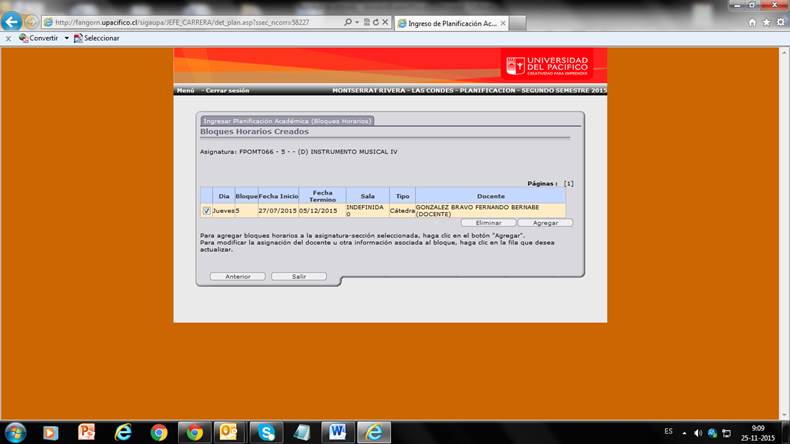 http://fangorn.upacifico.cl/sigaupa/JEFE_CARRERA/det_plan.asp?ssec_ncorr=58227
Ingreso de Planificación Ac...
Convertir
Seleccionar
UNIVERSIDAD
DEL PACÍFICO
CREATIVIDAD PARA EMPRENDER
Menú - Cerrar sesión
MONTSERRAT RIVERA - LAS CONDES - PLANIFICACION - SEGUNDO SEMESTRE 2015
Ingresar Planificación Académica (Bloques Horarios)
Bloques Horarios Creados
Asignatura: FPOMT066 - 5 - - (D) INSTRUMENTO MUSICAL IV
Páginas : [1]
Dia Bloque Fecha Inicio Fecha Termino Sala Tipo Docente
Jueves 5 27/07/2015 05/12/2015 INDEFINIDA 0 Cátedra GONZALEZ BRAVO FERNANDO BERNABE (DOCENTE)
Eliminar Agregar
Para agregar bloques horarios a la asignatura-sección seleccionada, haga clic en el botón "Agregar".
Para modificar la asignación del docente u otra información asociada al bloque, haga clic en la fila que desea
actualizar.
Anterior Salir
ES
9:09
25-11-2015